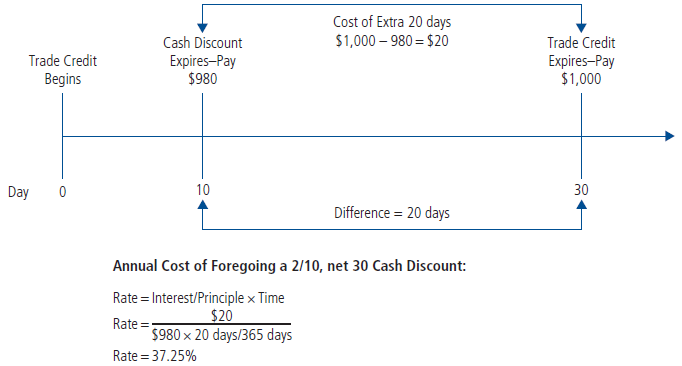 Cost of Extra 20 days
$1,000 – 980 = $20
Trade Credit
Begins
Cash Discount
Expires–Pay
$980
Trade Credit
Expires–Pay
$1,000
Day 0 10 30
Difference = 20 days
Annual Cost of Foregoing a 2/10, net 30 Cash Discount:
Rate = Interest/Principle × Time
$20
Rate =
$980 × 20 days/365 days
Rate = 37.25%